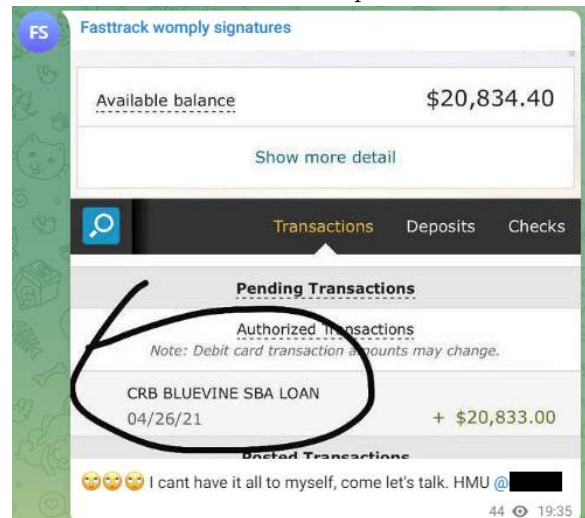 FS
Fasttrack womply signatures
Available balance $20,834.40
Show more detail
Transactions Deposits Checks
Pending Transactions
Authorized Transactions
Note: Debit card transaction amounts may change.
CRB BLUEVINE SBA LOAN
04/26/21 + $20,833.00
Posted Transactions
🙄🙄🙄 I cant have it all to myself, come let's talk. HMU @
44 19:35